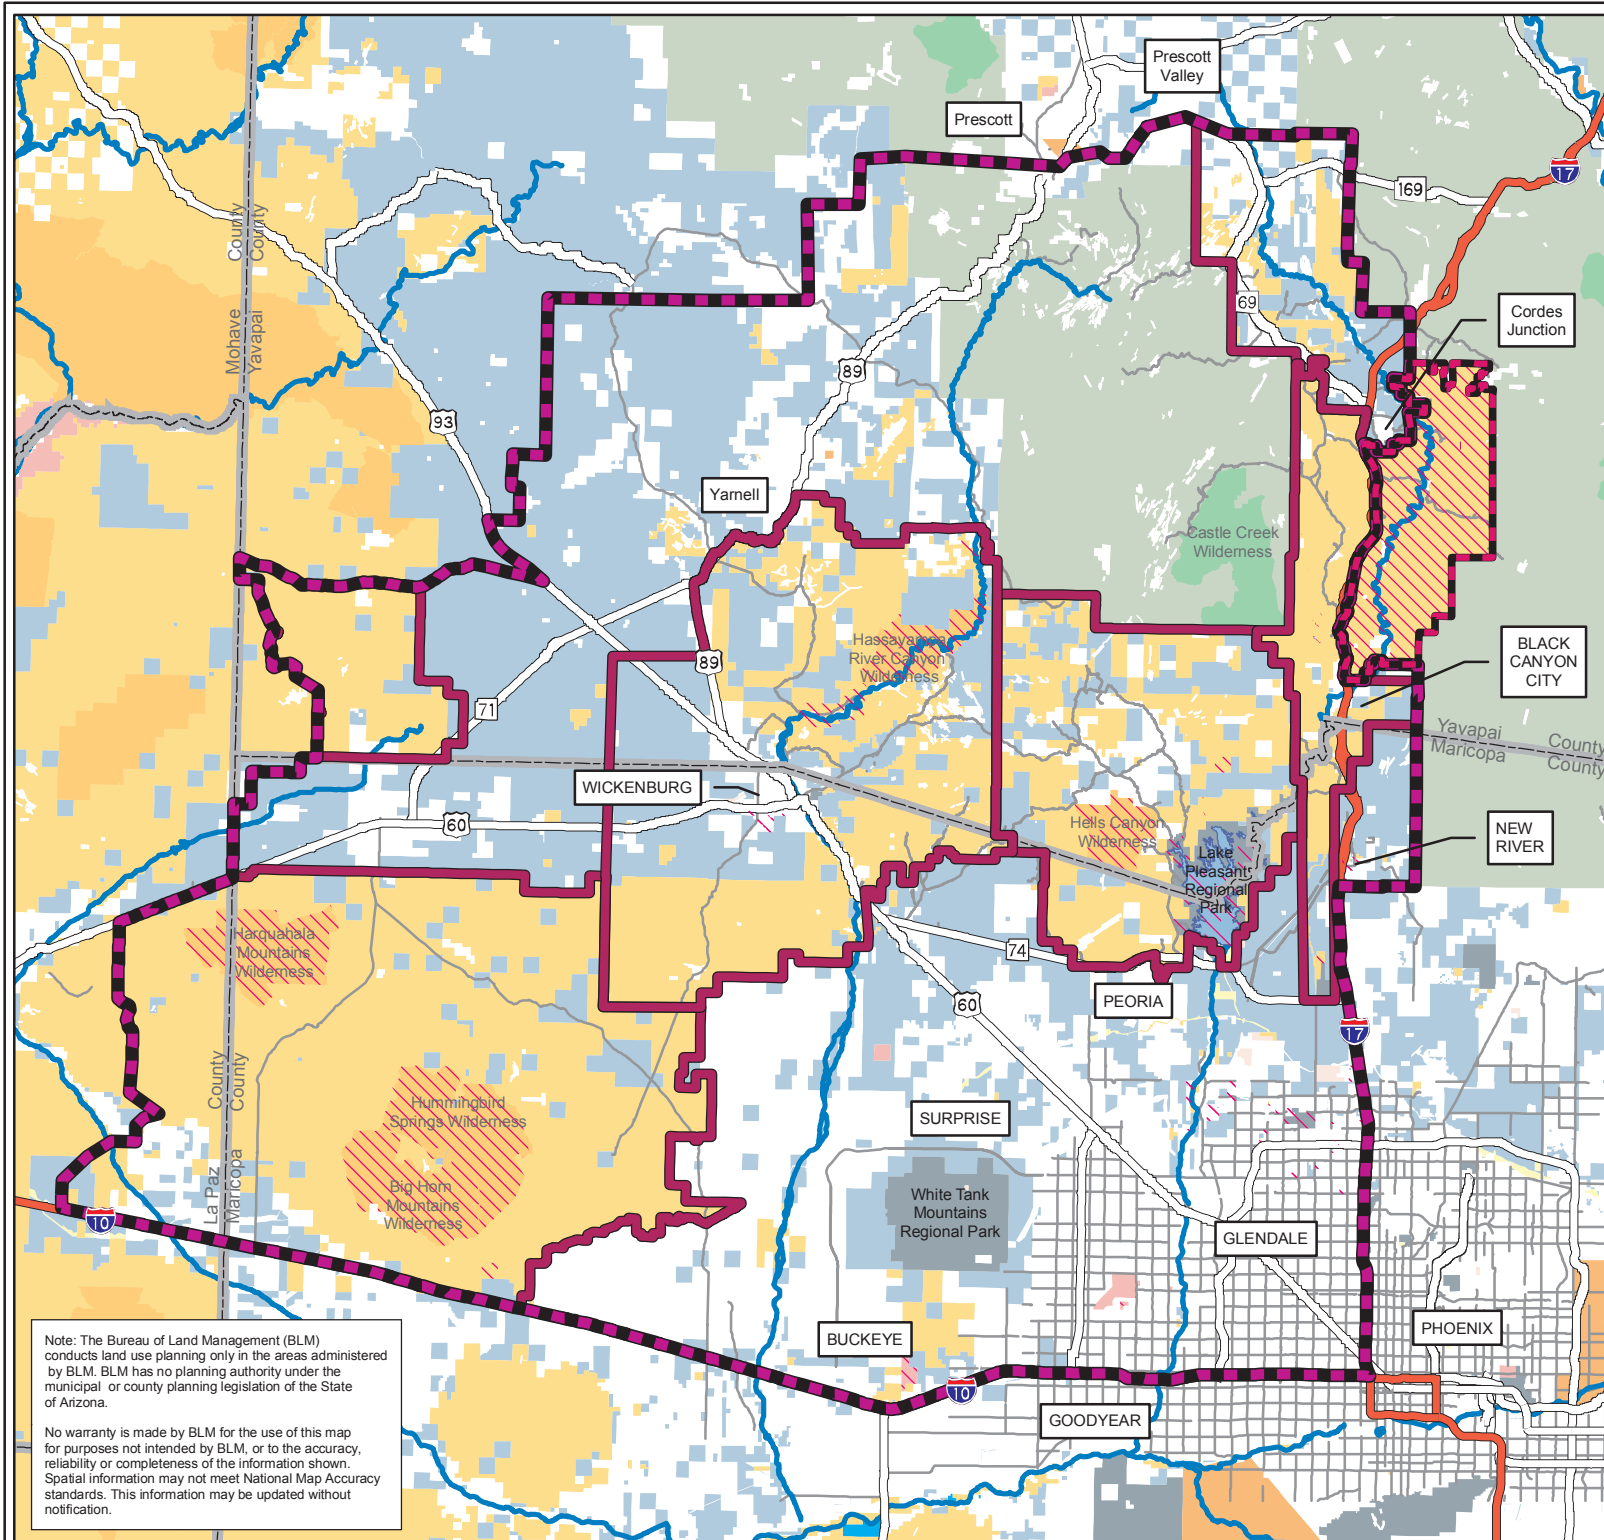 Prescott
Valley
Prescott
17
169
County
County
69
Cordes
Junction
Mohave
Yavapai
89
93
Yarnell
Castle Creek
Wilderness
Hassayampa
River Canyon
Wilderness
89
BLACK
CANYON
CITY
71
Yavapai
Maricopa
County
County
WICKENBURG
60
Hells Canyon
Wilderness
NEW
RIVER
Lake
Pleasant
Regional
Park
Harquahala
Mountains
Wilderness
74
PEORIA
60
17
County
County
Hummingbird
Springs Wilderness
SURPRISE
La Paz
Maricopa
Big Horn
Mountains
Wilderness
White Tank
Mountains
Regional Park
10
GLENDALE
PHOENIX
BUCKEYE
10
GOODYEAR
Note: The Bureau of Land Management (BLM)
conducts land use planning only in the areas administered
by BLM. BLM has no planning authority under the
municipal or county planning legislation of the State
of Arizona.
No warranty is made by BLM for the use of this map
for purposes not intended by BLM, or to the accuracy,
reliability or completeness of the information shown.
Spatial information may not meet National Map Accuracy
standards. This information may be updated without
notification.